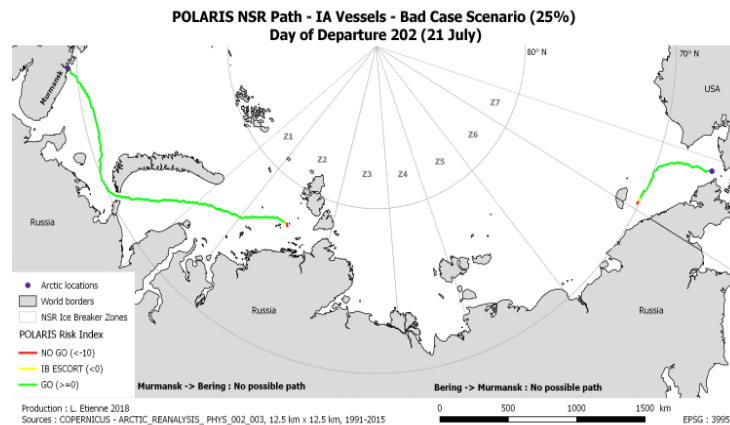 POLARIS NSR Path - IA Vessels - Bad Case Scenario (25%)
Day of Departure 202 (21 July)
80° N
70° N
Murmansk
USA
Z1
Z2
Z3
Z4
Z5
Z6
Z7
Russia
Russia
Russia
Arctic locations
World borders
NSR Ice Breaker Zones
POLARIS Risk Index
NO GO (<-10)
IB ESCORT (<0)
GO (>=0)
Murmansk -> Bering : No possible path
Bering -> Murmansk : No possible path
Production : L. Etienne 2018
Sources : COPERNICUS - ARCTIC_REANALYSIS_ PHYS_002_003, 12.5 km x 12.5 km, 1991-2015
0 500 1000 1500 km
EPSG : 3995